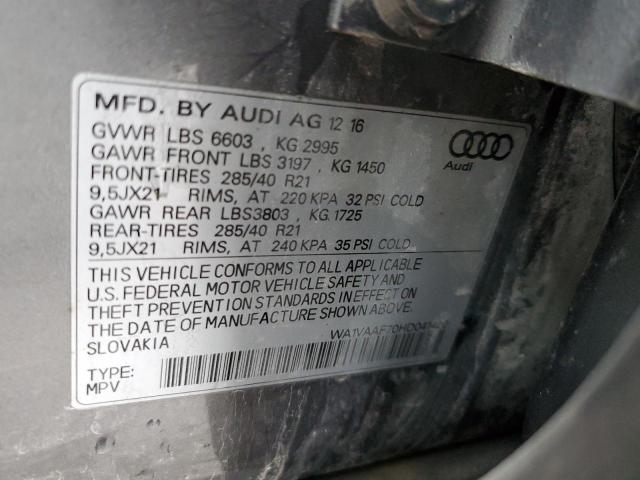 MFD. BY AUDI AG 12 16
GVWR LBS 6603 , KG 2995
GAWR FRONT LBS 3197 , KG 1450
FRONT-TIRES 285/40 R21
9,5JX21 RIMS, AT 220 KPA 32 PSI COLD
GAWR REAR LBS3803 , KG 1725
REAR-TIRES 285/40 R21
9,5JX21 RIMS, AT 240 KPA 35 PSI COLD
Audi
THIS VEHICLE CONFORMS TO ALL APPLICABLE
U.S. FEDERAL MOTOR VEHICLE SAFETY AND
THEFT PREVENTION STANDARDS IN EFFECT ON
THE DATE OF MANUFACTURE SHOWN ABOVE.
SLOVAKIA
TYPE:
MPV